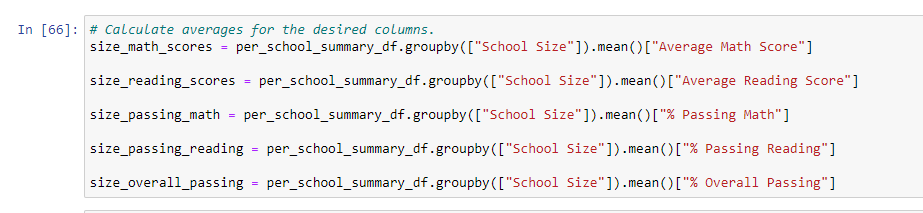 In [66]: # Calculate averages for the desired columns.
size_math_scores = per_school_summary_df.groupby(["School Size"]).mean()["Average Math Score"]
size_reading_scores = per_school_summary_df.groupby(["School Size"]).mean()["Average Reading Score"]
size_passing_math = per_school_summary_df.groupby(["School Size"]).mean()["% Passing Math"]
size_passing_reading = per_school_summary_df.groupby(["School Size"]).mean()["% Passing Reading"]
size_overall_passing = per_school_summary_df.groupby(["School Size"]).mean()["% Overall Passing"]